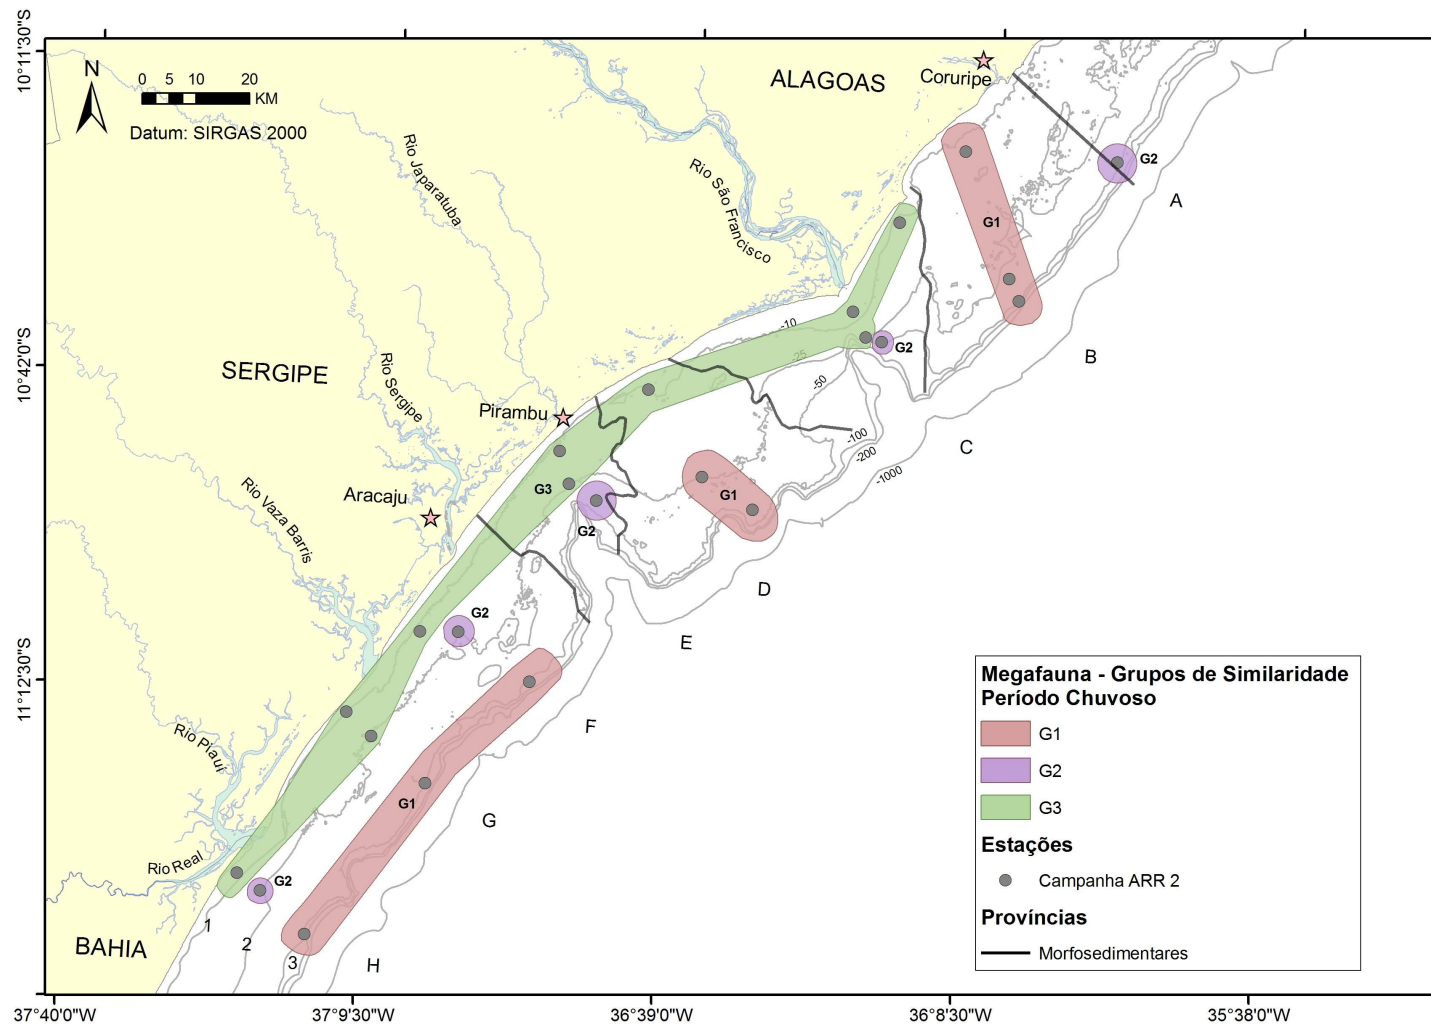 10°11'30"S
10°42'0"S
11°12'30"S
37°40'0"W
37°9'30"W
36°39'0"W
36°8'30"W
35°38'0"W
N
0 5 10 20
KM
Datum: SIRGAS 2000
ALAGOAS
Coruripe
Rio Japaratuba
Rio São Francisco
G2
A
G1
B
G2
C
-10
-25
-50
-100
-200
-1000
SERGIPE
Rio Sergipe
Pirambu
Aracaju
G3
G2
G1
D
E
Rio Vaza Barris
G2
F
G1
G
Rio Piauí
Rio Real
G2
BAHIA
1
2
3
H
Megafauna - Grupos de Similaridade
Período Chuvoso
G1
G2
G3
Estações
Campanha ARR 2
Províncias
Morfosedimentares